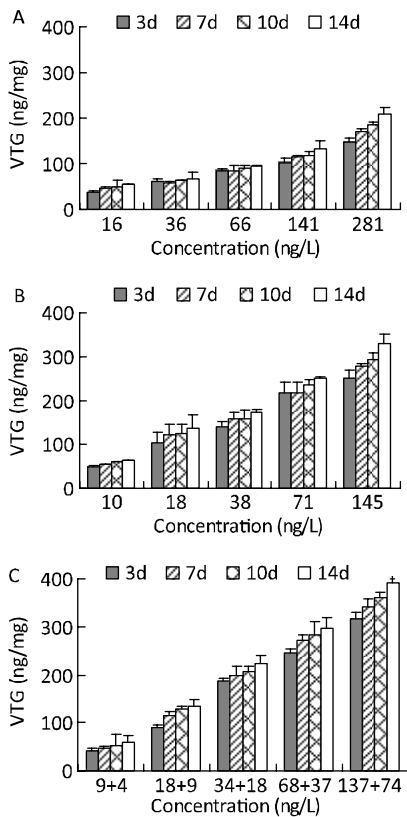 A
3d 7d 10d 14d
400
300
200
100
0
VTG (ng/mg)
16 36 66 141 281
Concentration (ng/L)
B
3d 7d 10d 14d
400
300
200
100
0
VTG (ng/mg)
10 18 38 71 145
Concentration (ng/L)
C
3d 7d 10d 14d
400
300
200
100
0
VTG (ng/mg)
9+4 18+9 34+18 68+37 137+74
Concentration (ng/L)